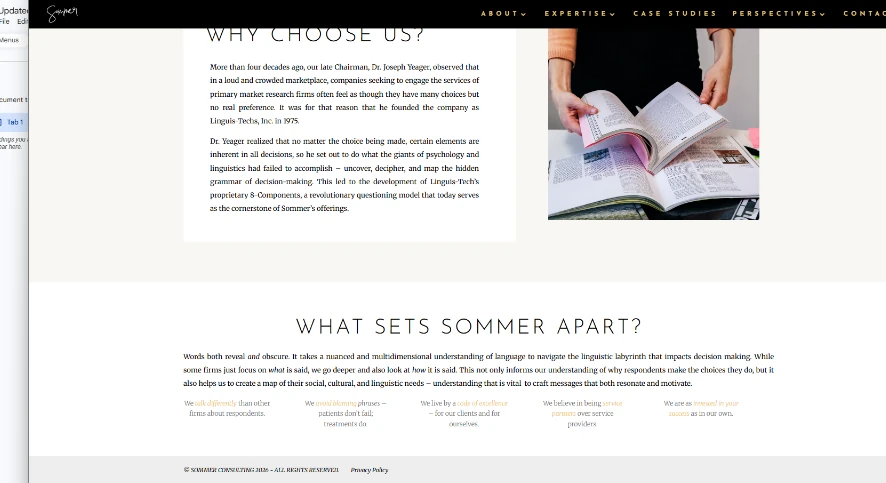 Updated
File Edit
Menus
Tab 1
Sommer
ABOUT EXPERTISE CASE STUDIES PERSPECTIVES CONTAC
WHY CHOOSE US?
More than four decades ago, our late Chairman, Dr. Joseph Yeager, observed that
in a loud and crowded marketplace, companies seeking to engage the services of
primary market research firms often feel as though they have many choices but
no real preference. It was for that reason that he founded the company as
Linguis-Techs, Inc. in 1975.
Dr. Yeager realized that no matter the choice being made, certain elements are
inherent in all decisions, so he set out to do what the giants of psychology and
linguistics had failed to accomplish – uncover, decipher, and map the hidden
grammar of decision-making. This led to the development of Linguis-Tech's
proprietary 8-Components, a revolutionary questioning model that today serves
as the cornerstone of Sommer's offerings.
WHAT SETS SOMMER APART?
Words both reveal and obscure. It takes a nuanced and multidimensional understanding of language to navigate the linguistic labyrinth that impacts decision making. While
some firms just focus on what is said, we go deeper and also look at how it is said. This not only informs our understanding of why respondents make the choices they do, but it
also helps us to create a map of their social, cultural, and linguistic needs – understanding that is vital to craft messages that both resonate and motivate.
We talk differently than other
firms about respondents.
We avoid blaming phrases –
patients don't fail;
treatments do.
We live by a code of excellence
– for our clients and for
ourselves.
We believe in being service
partners over service
providers.
We are as invested in your
success as in our own.
© SOMMER CONSULTING 2026 - ALL RIGHTS RESERVED. Privacy Policy